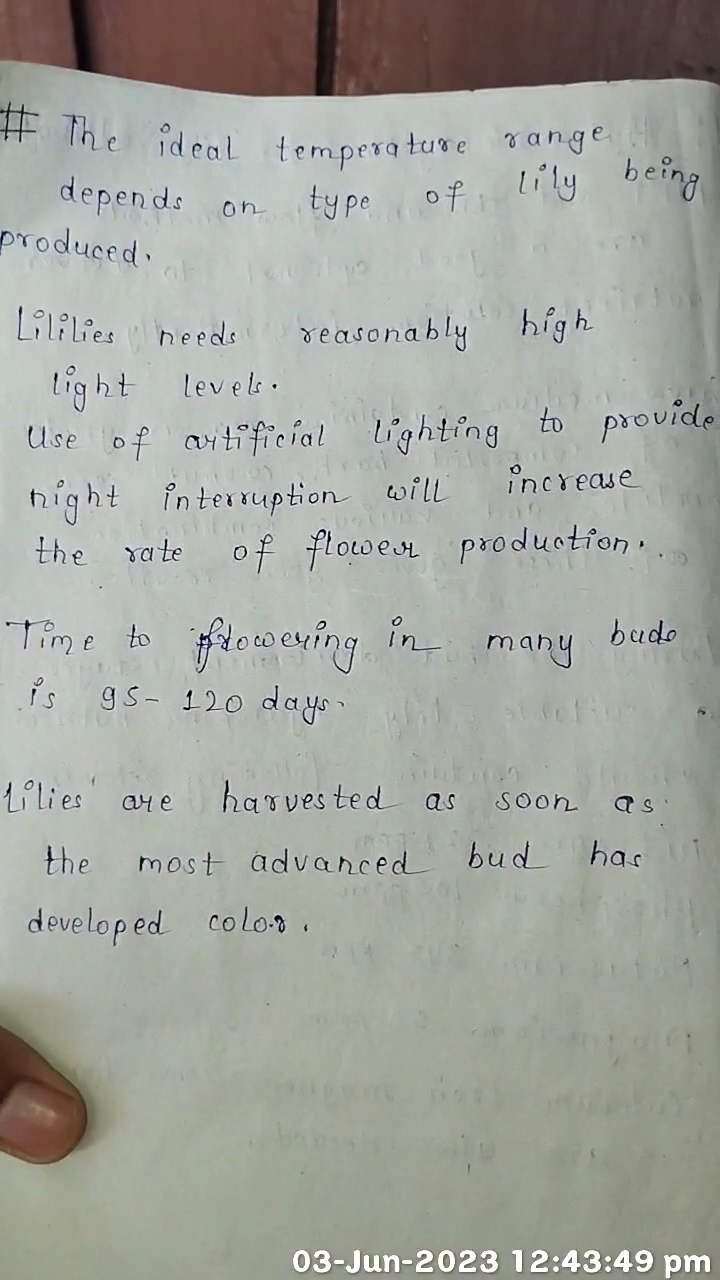 # The ideal temperature range
depends on type of lily being
produced.
Lililies needs reasonably high
light levels.
Use of artificial lighting to provide
night interruption will increase
the rate of flower production.
Time to flowering in many buds
is 95-120 days.
Lilies are harvested as soon as
the most advanced bud has
developed color.
03-Jun-2023 12:43:49 pm